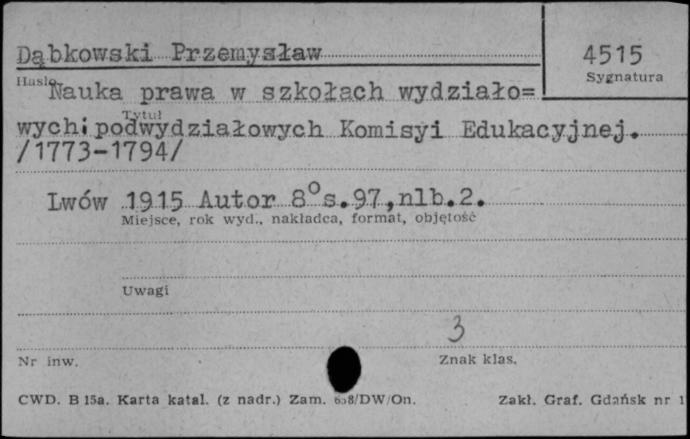 Dąbkowski Przemysław
4515
Sygnatura
Hasło
Nauka prawa w szkołach wydziało=
Tytuł
wych i podwydziałowych Komisyi Edukacyjnej.
/1773-1794/
Lwów 1915 Autor 8° s.97,nlb.2.
Miejsce, rok wyd., nakładca, format, objętość
Uwagi
3
Nr inw.
Znak klas.
CWD. B 15a. Karta katal. (z nadr.) Zam. 658/DW/On.
Zakł. Graf. Gdańsk nr 1